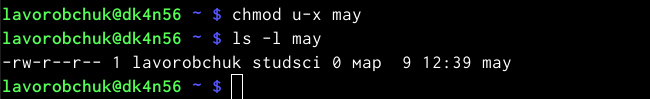 lavorobchuk@dk4n56 ~ $ chmod u-x may
lavorobchuk@dk4n56 ~ $ ls -l may
-rw-r--r-- 1 lavorobchuk studsci 0 мар  9 12:39 may
lavorobchuk@dk4n56 ~ $